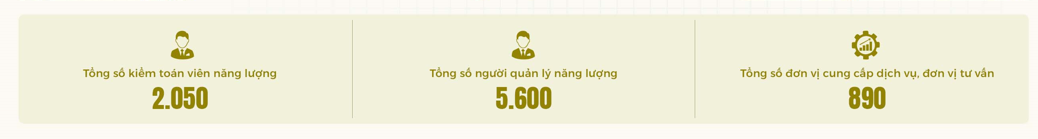 Tổng số kiểm toán viên năng lượng
2.050
Tổng số người quản lý năng lượng
5.600
Tổng số đơn vị cung cấp dịch vụ, đơn vị tư vấn
890